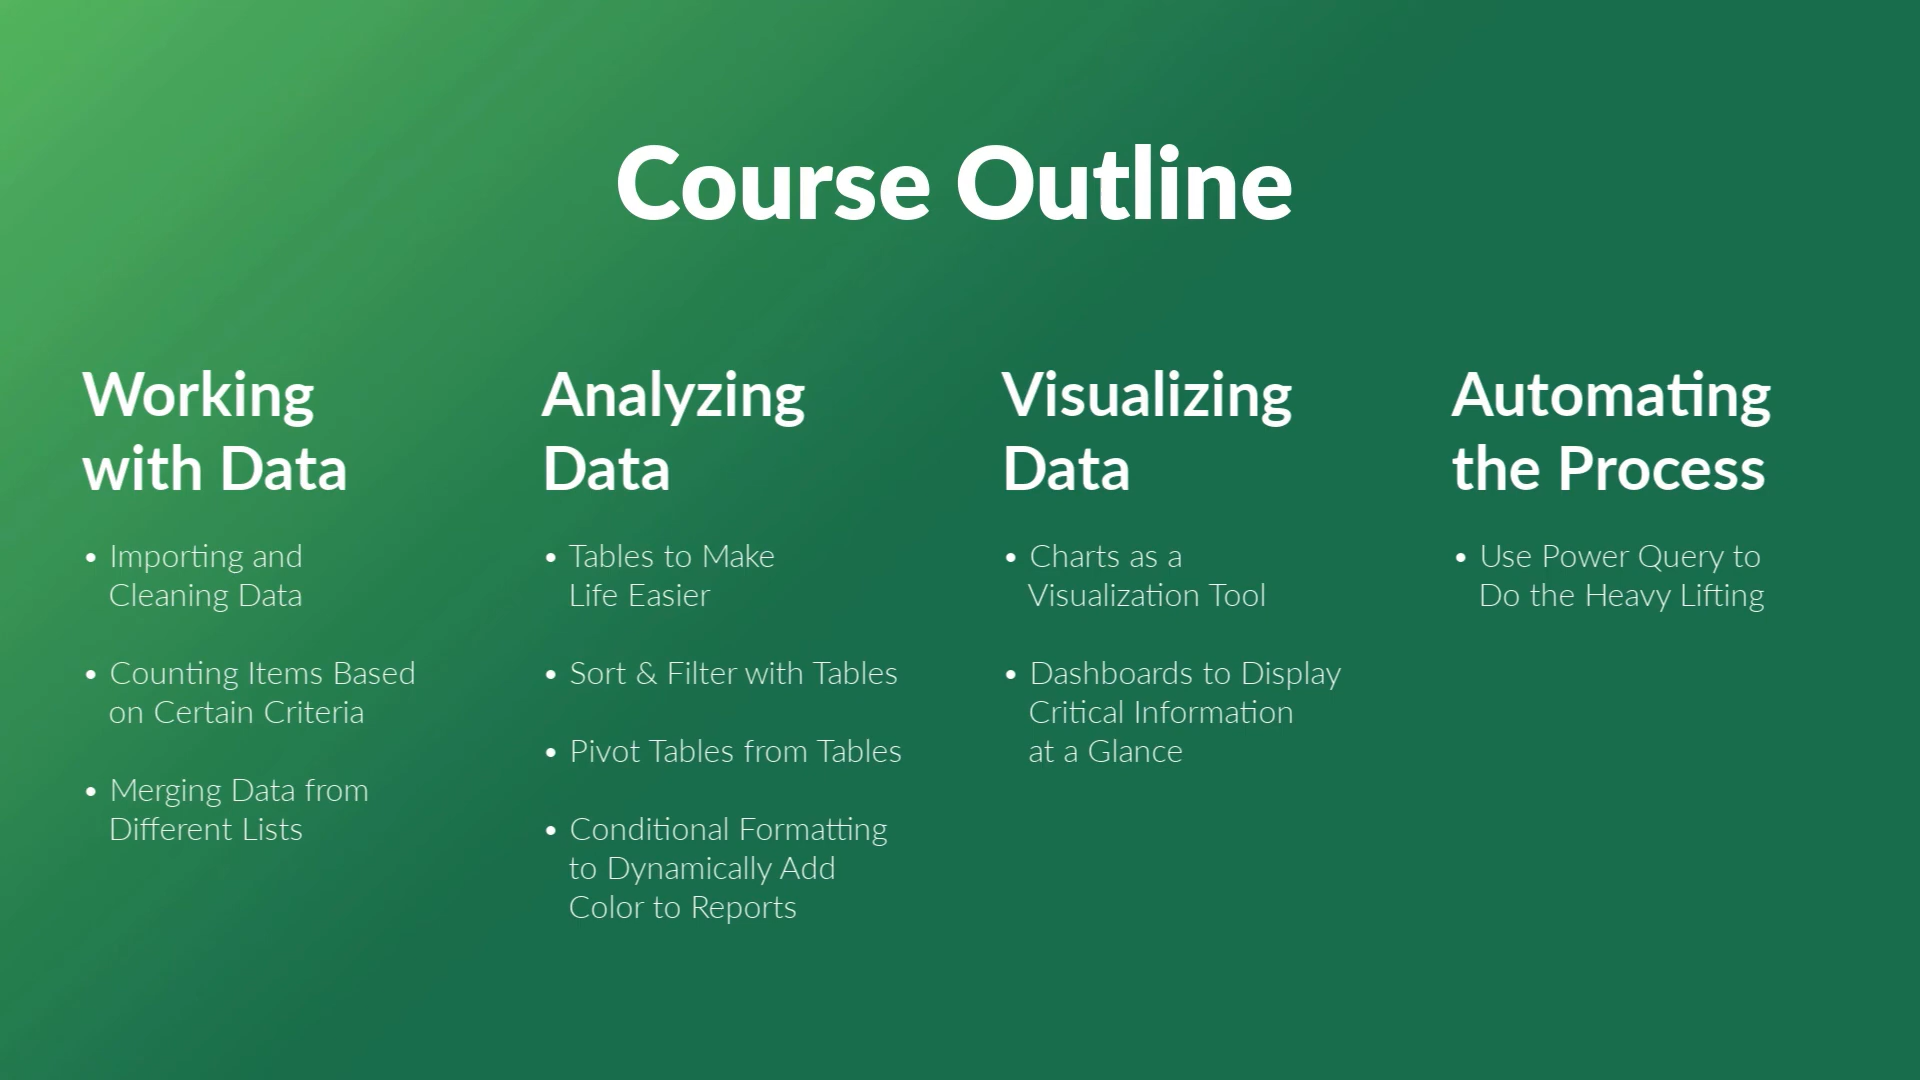 Course Outline
Working
with Data
• Importing and
Cleaning Data
• Counting Items Based
on Certain Criteria
• Merging Data from
Different Lists
Analyzing
Data
• Tables to Make
Life Easier
• Sort & Filter with Tables
• Pivot Tables from Tables
• Conditional Formatting
to Dynamically Add
Color to Reports
Visualizing
Data
• Charts as a
Visualization Tool
• Dashboards to Display
Critical Information
at a Glance
Automating
the Process
• Use Power Query to
Do the Heavy Lifting